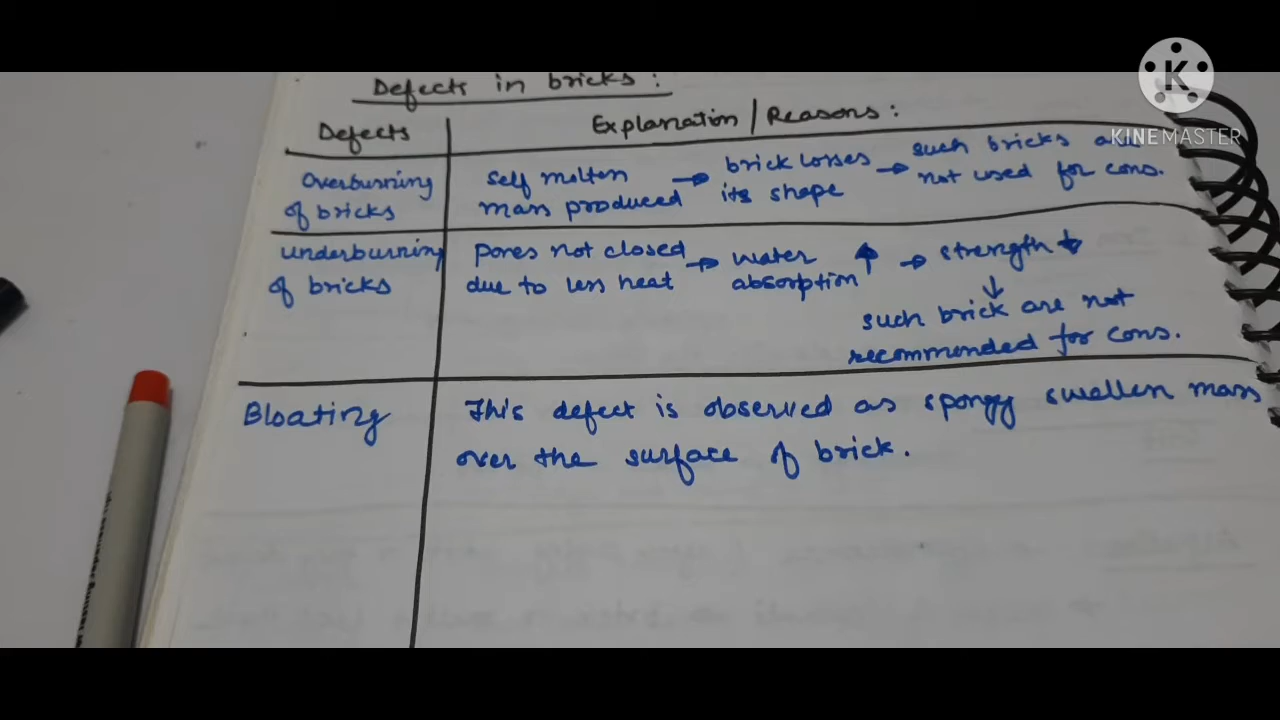 Defects in bricks :
Defects
Explanation / Reasons :
Overburning
of bricks
self molten
mass produced
→ brick losses
its shape
→ such bricks are
not used for cons.
underburning
of bricks
Pores not closed
due to less heat
→ water
absorption ↑
→ strength ↓
↓
such brick are not
recommended for cons.
Bloating
This defect is observed as spongy swollen mass
over the surface of brick.
K
KINEMASTER